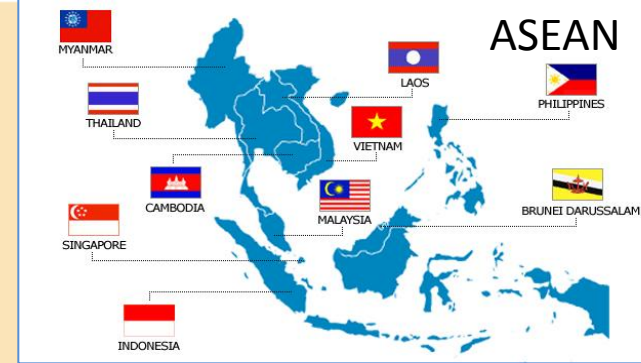 ASEAN
MYANMAR
LAOS
PHILIPPINES
THAILAND
VIETNAM
CAMBODIA
MALAYSIA
BRUNEI DARUSSALAM
SINGAPORE
INDONESIA